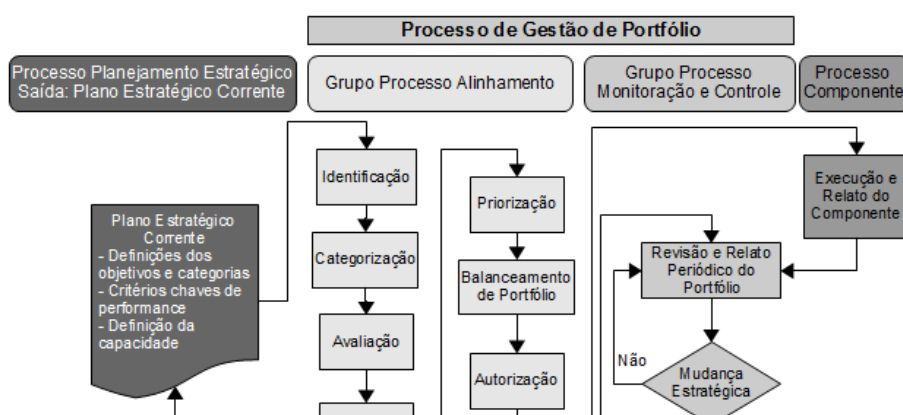 Processo de Gestão de Portfólio
Processo Planejamento Estratégico
Saída: Plano Estratégico Corrente
Grupo Processo Alinhamento
Grupo Processo
Monitoração e Controle
Processo
Componente
Plano Estratégico
Corrente
- Definições dos
objetivos e categorias
- Critérios chaves de
performance
- Definição da
capacidade
Identificação
Categorização
Avaliação
Priorização
Balanceamento
de Portfólio
Autorização
Execução e
Relato do
Componente
Revisão e Relato
Periódico do
Portfólio
Não
Mudança
Estratégica